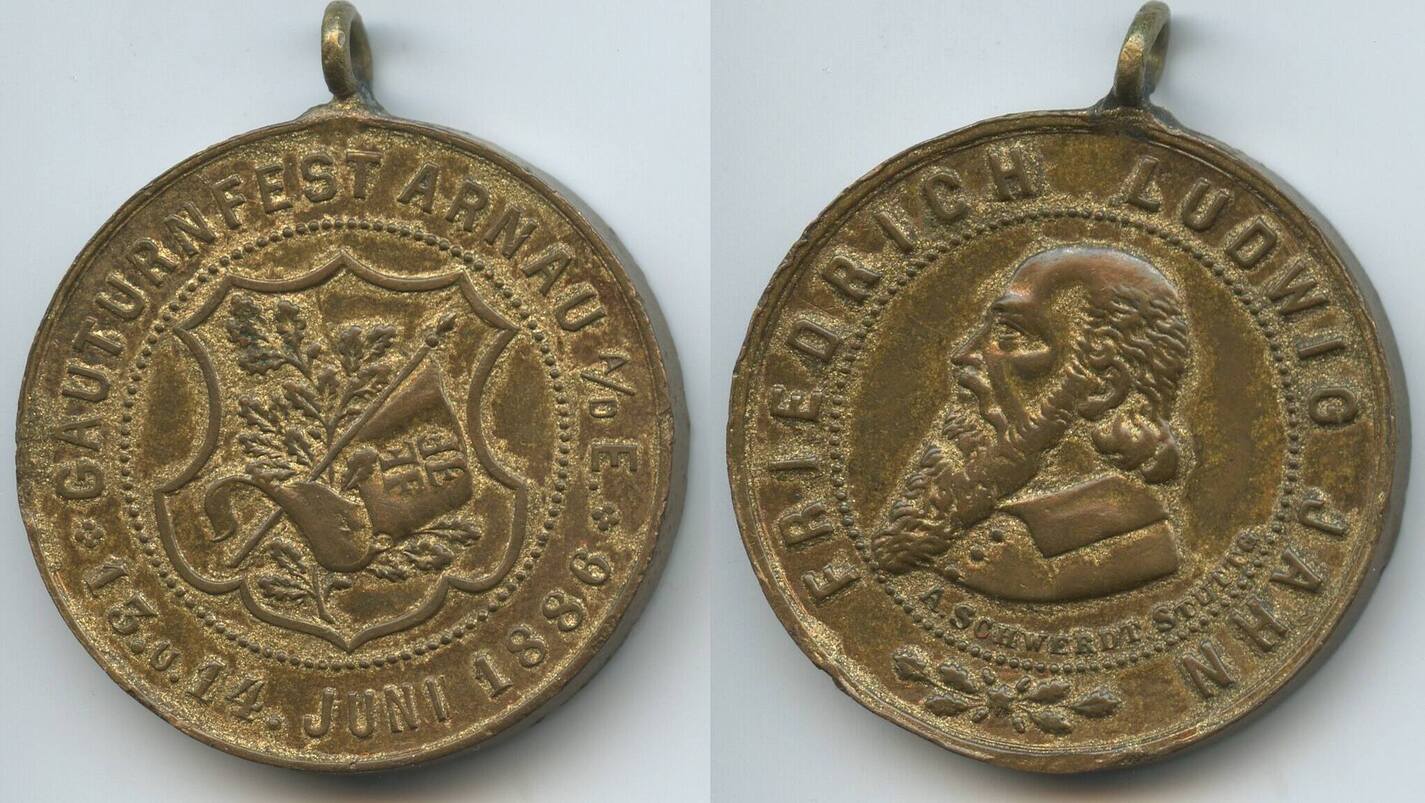 GAUTURNFEST ARNAU A/D E.
13. U. 14. JUNI 1886
FRIEDRICH LUDWIG JAHN
A. SCHWERDT STUTTG.